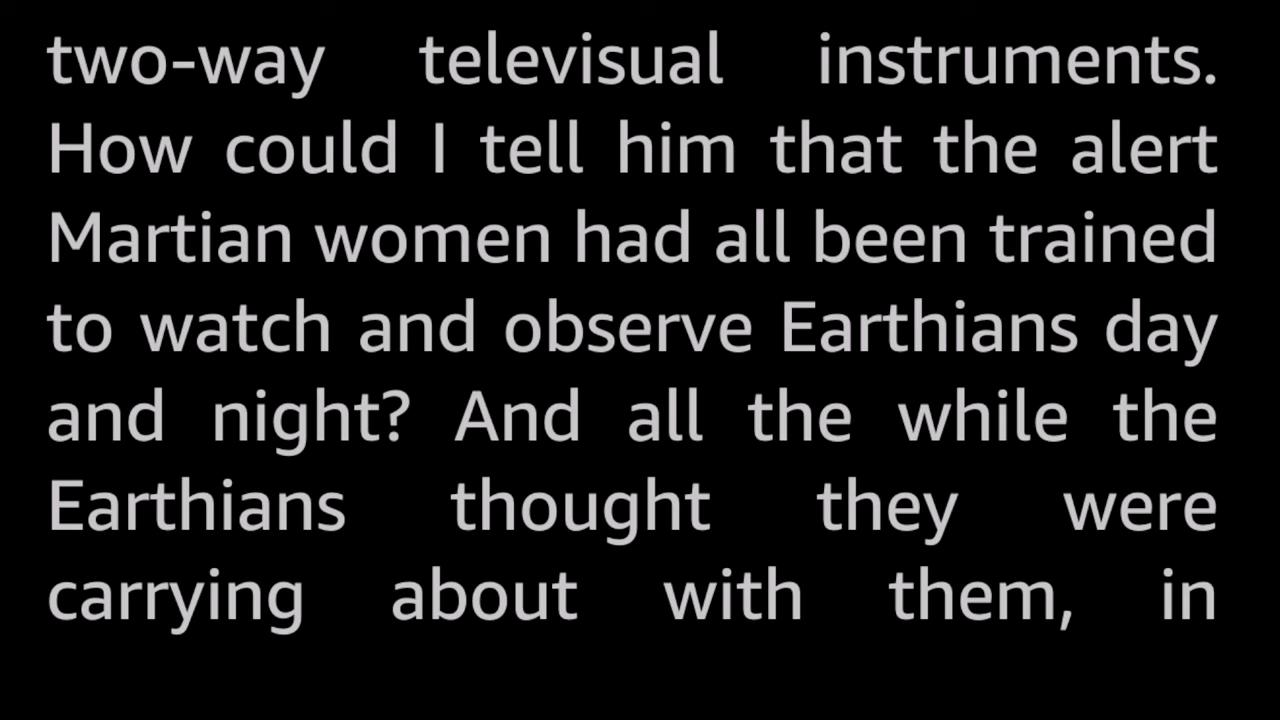 two-way televisual instruments.
How could I tell him that the alert
Martian women had all been trained
to watch and observe Earthians day
and night? And all the while the
Earthians thought they were
carrying about with them, in